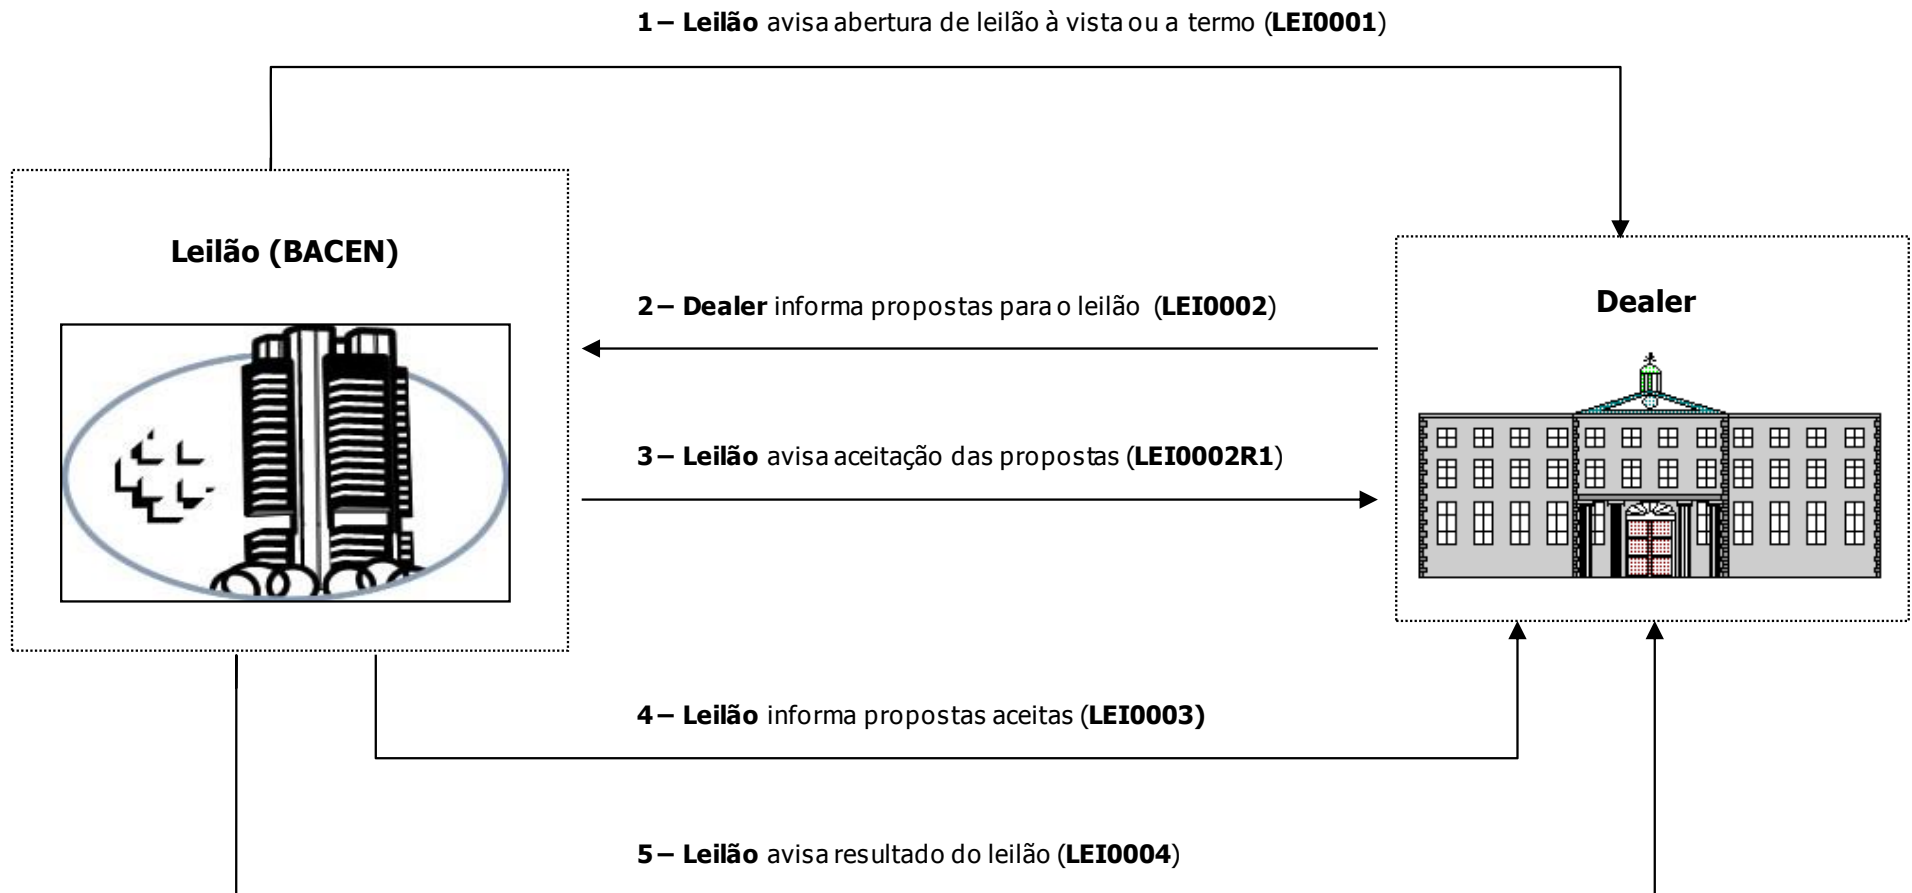 1 – Leilão avisa abertura de leilão à vista ou a termo (LEI0001)
Leilão (BACEN)
2 – Dealer informa propostas para o leilão (LEI0002)
Dealer
3 – Leilão avisa aceitação das propostas (LEI0002R1)
4 – Leilão informa propostas aceitas (LEI0003)
5 – Leilão avisa resultado do leilão (LEI0004)